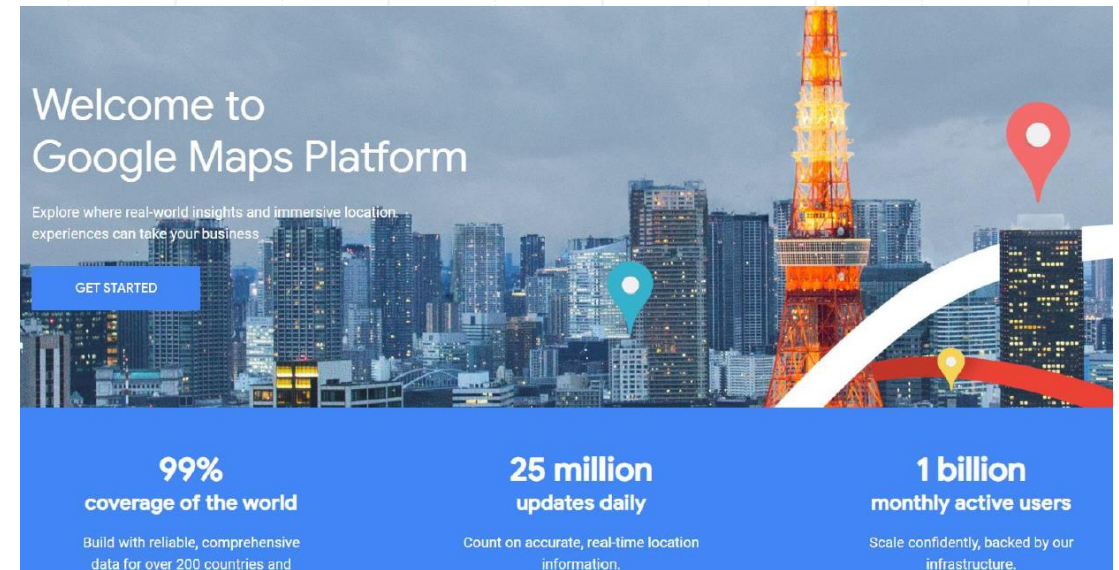 Welcome to
Google Maps Platform
Explore where real-world insights and immersive location
experiences can take your business
GET STARTED
99%
coverage of the world
Build with reliable, comprehensive
data for over 200 countries and
25 million
updates daily
Count on accurate, real-time location
information.
1 billion
monthly active users
Scale confidently, backed by our
infrastructure.